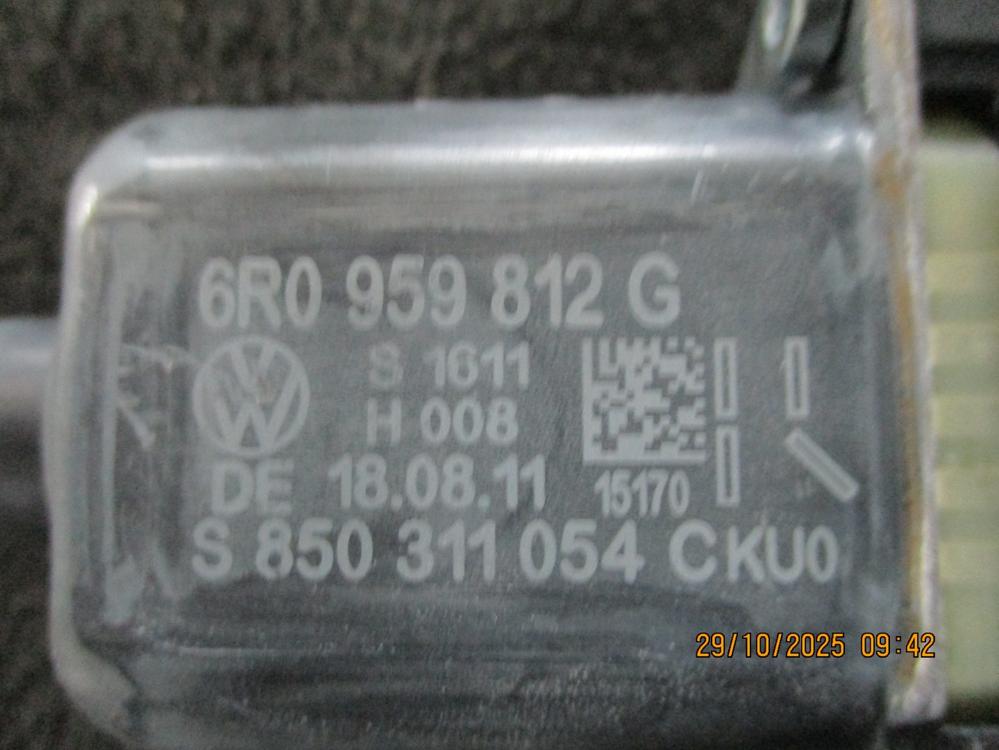 6R0 959 812 G
S 1611
H 008
DE 18.08.11
15170
S 850 311 054 CKU0
29/10/2025 09:42